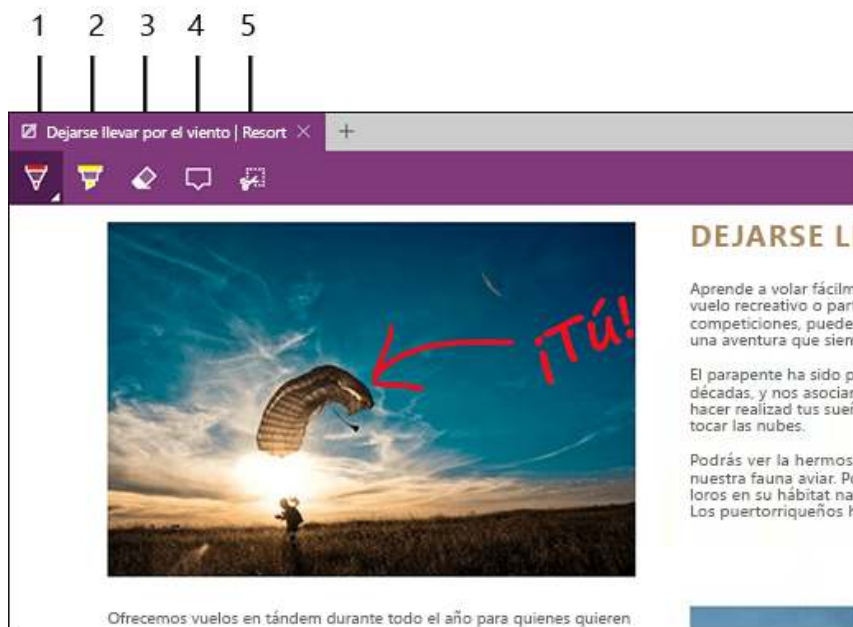 1 2 3 4 5
Dejarse llevar por el viento | Resort
¡Tú!
Ofrecemos vuelos en tándem durante todo el año para quienes quieren
DEJARSE L
Aprende a volar fácilm
vuelo recreativo o par
competiciones, puede
una aventura que sien
El parapente ha sido p
décadas, y nos asociar
hacer realizad tus sueñ
tocar las nubes.
Podrás ver la hermos
nuestra fauna aviar. P
loros en su hábitat na
Los puertorriqueños h